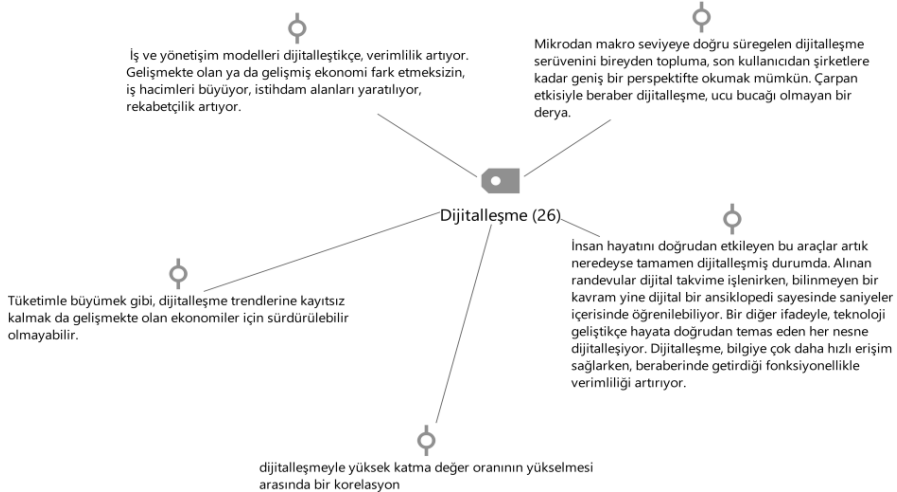 İş ve yönetişim modelleri dijitalleştikçe, verimlilik artıyor.
Gelişmekte olan ya da gelişmiş ekonomi fark etmeksizin,
iş hacimleri büyüyor, istihdam alanları yaratılıyor,
rekabetçilik artıyor.
Mikrodan makro seviyeye doğru süregelen dijitalleşme
serüvenini bireyden topluma, son kullanıcıdan şirketlere
kadar geniş bir perspektifte okumak mümkün. Çarpan
etkisiyle beraber dijitalleşme, ucu bucağı olmayan bir
derya.
Dijitalleşme (26)
İnsan hayatını doğrudan etkileyen bu araçlar artık
neredeyse tamamen dijitalleşmiş durumda. Alınan
randevular dijital takvime işlenirken, bilinmeyen bir
kavram yine dijital bir ansiklopedi sayesinde saniyeler
içerisinde öğrenilebiliyor. Bir diğer ifadeyle, teknoloji
geliştikçe hayata doğrudan temas eden her nesne
dijitalleşiyor. Dijitalleşme, bilgiye çok daha hızlı erişim
sağlarken, beraberinde getirdiği fonksiyonellikle
verimliliği artırıyor.
Tüketimle büyümek gibi, dijitalleşme trendlerine kayıtsız
kalmak da gelişmekte olan ekonomiler için sürdürülebilir
olmayabilir.
dijitalleşmeyle yüksek katma değer oranının yükselmesi
arasında bir korelasyon